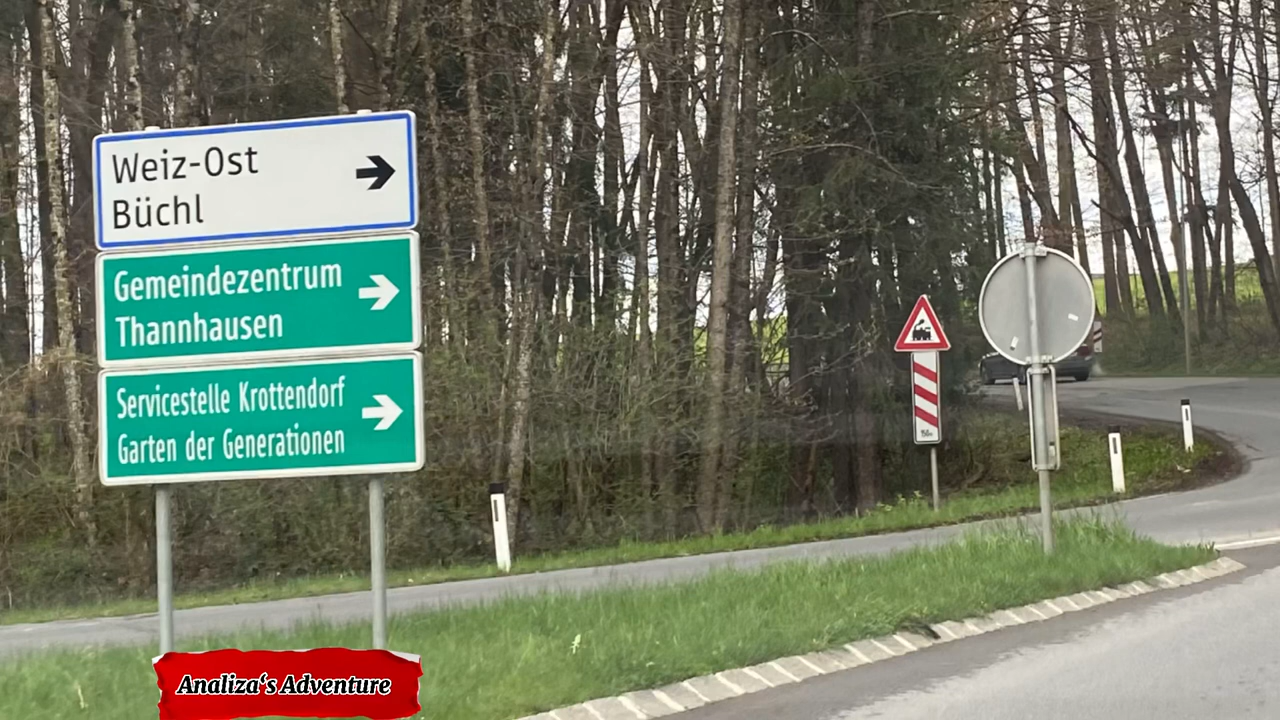 Weiz-Ost
Büchl
Gemeindezentrum
Thannhausen
Servicestelle Krottendorf
Garten der Generationen
Analiza's Adventure